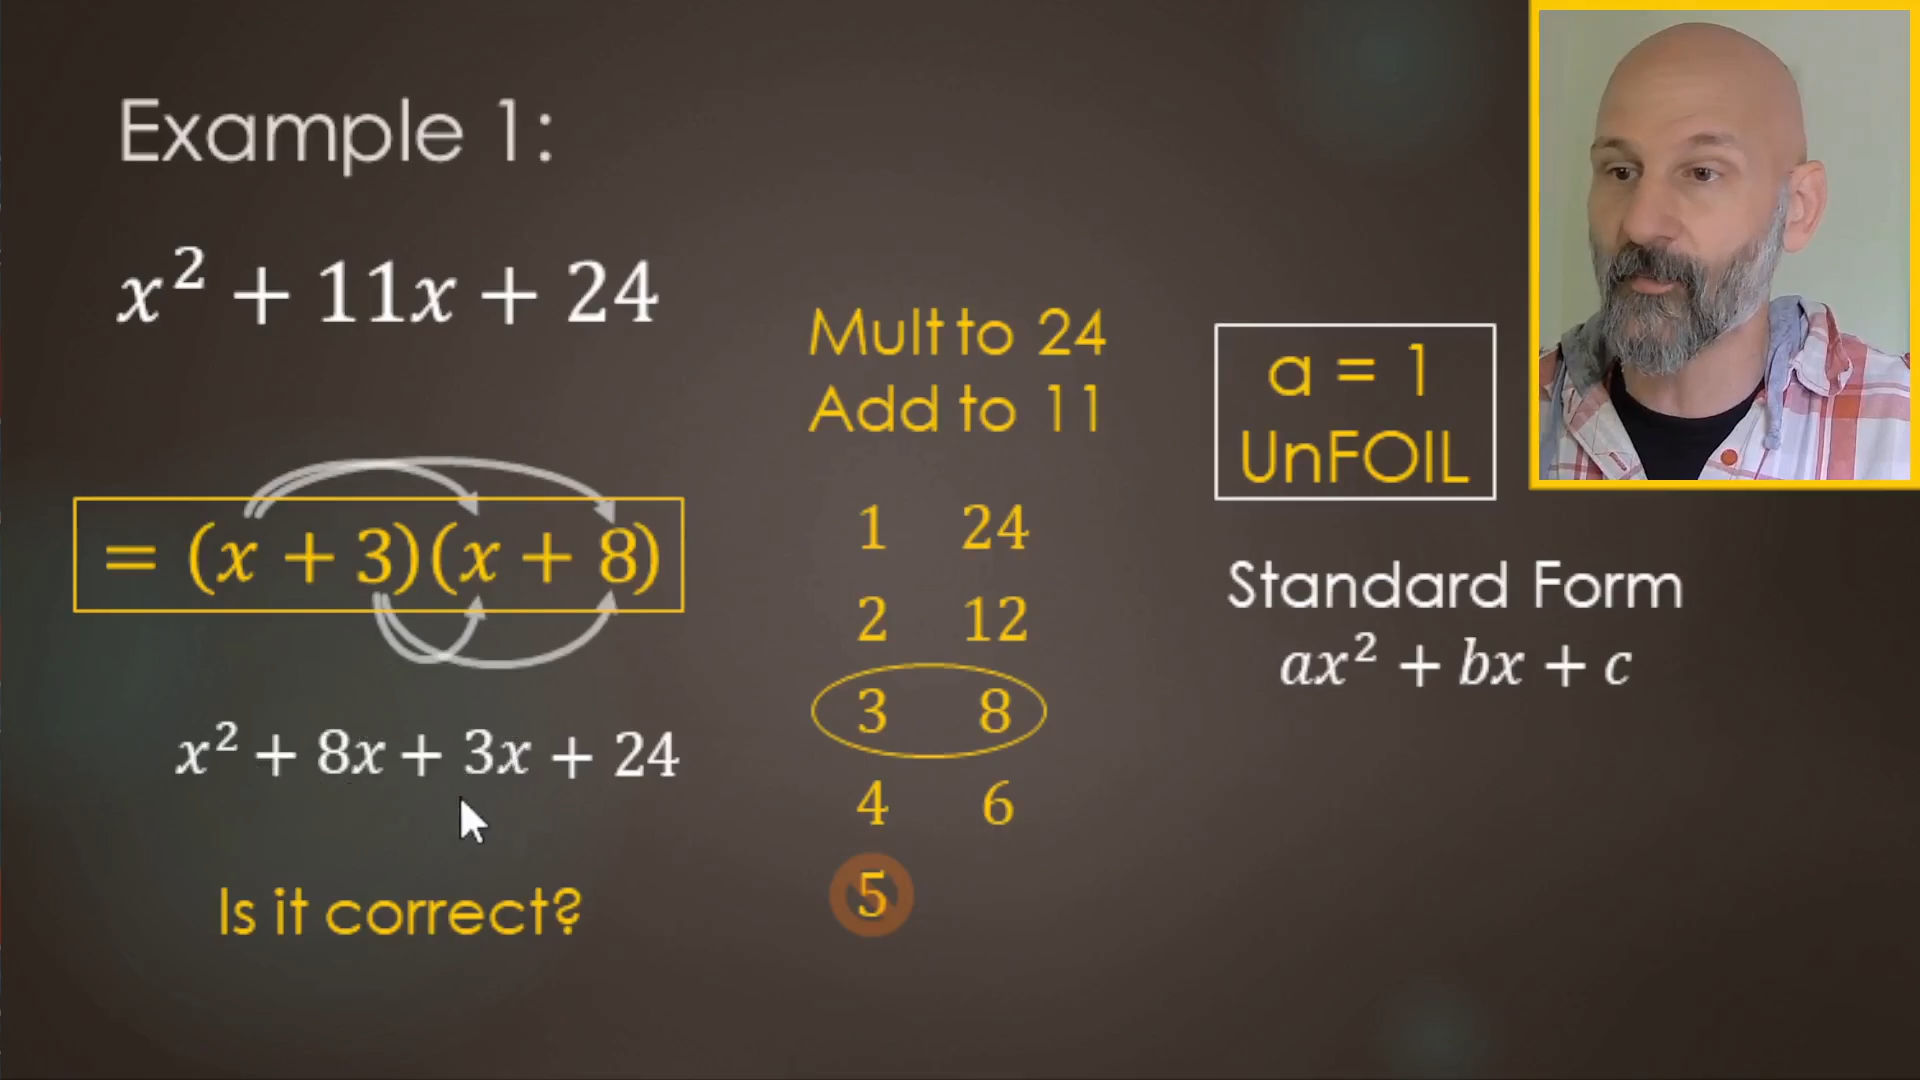 Example 1:
x² + 11x + 24
= (x + 3)(x + 8)
x² + 8x + 3x + 24
Is it correct?
Mult to 24
Add to 11
1 24
2 12
3 8
4 6
5
a = 1
UnFOIL
Standard Form
ax² + bx + c